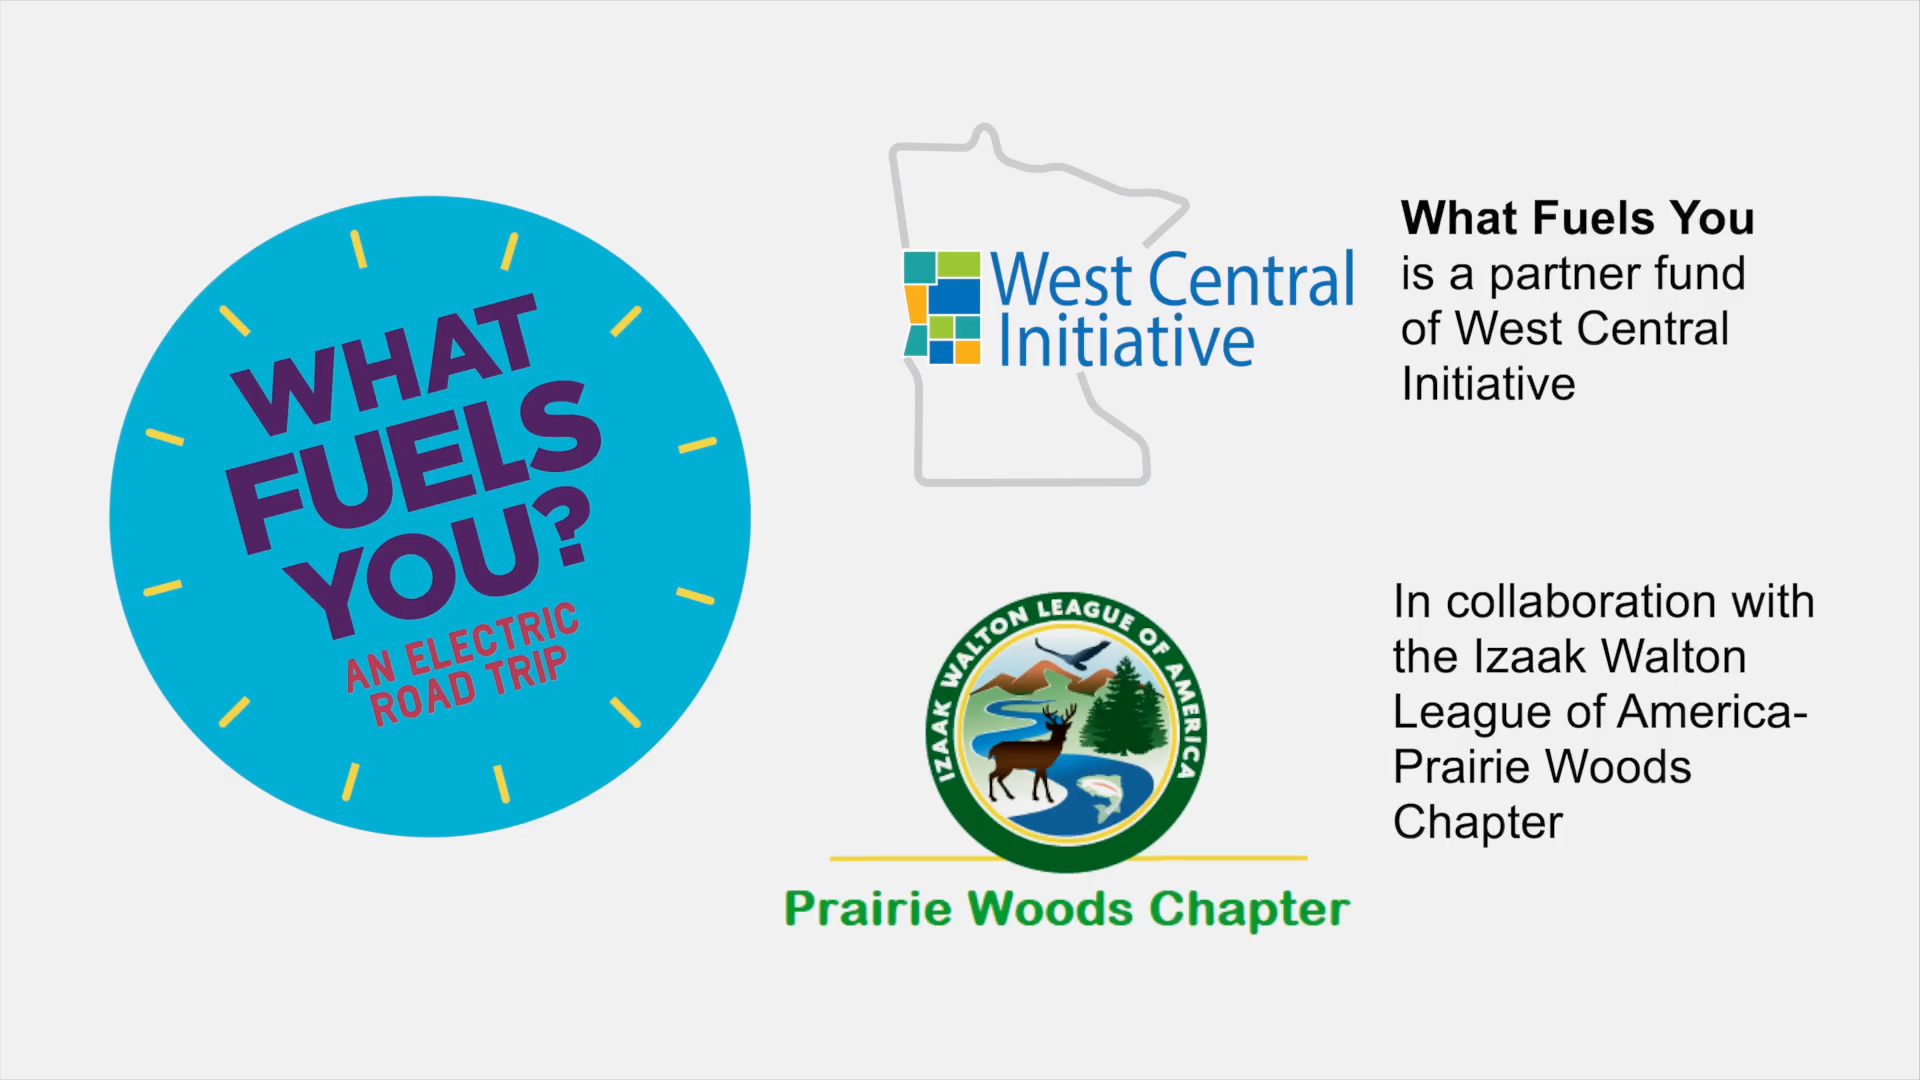 WHAT
FUELS
YOU?
AN ELECTRIC
ROAD TRIP
West Central
Initiative
What Fuels You
is a partner fund
of West Central
Initiative
IZAAK WALTON LEAGUE OF AMERICA
Prairie Woods Chapter
In collaboration with
the Izaak Walton
League of America-
Prairie Woods
Chapter